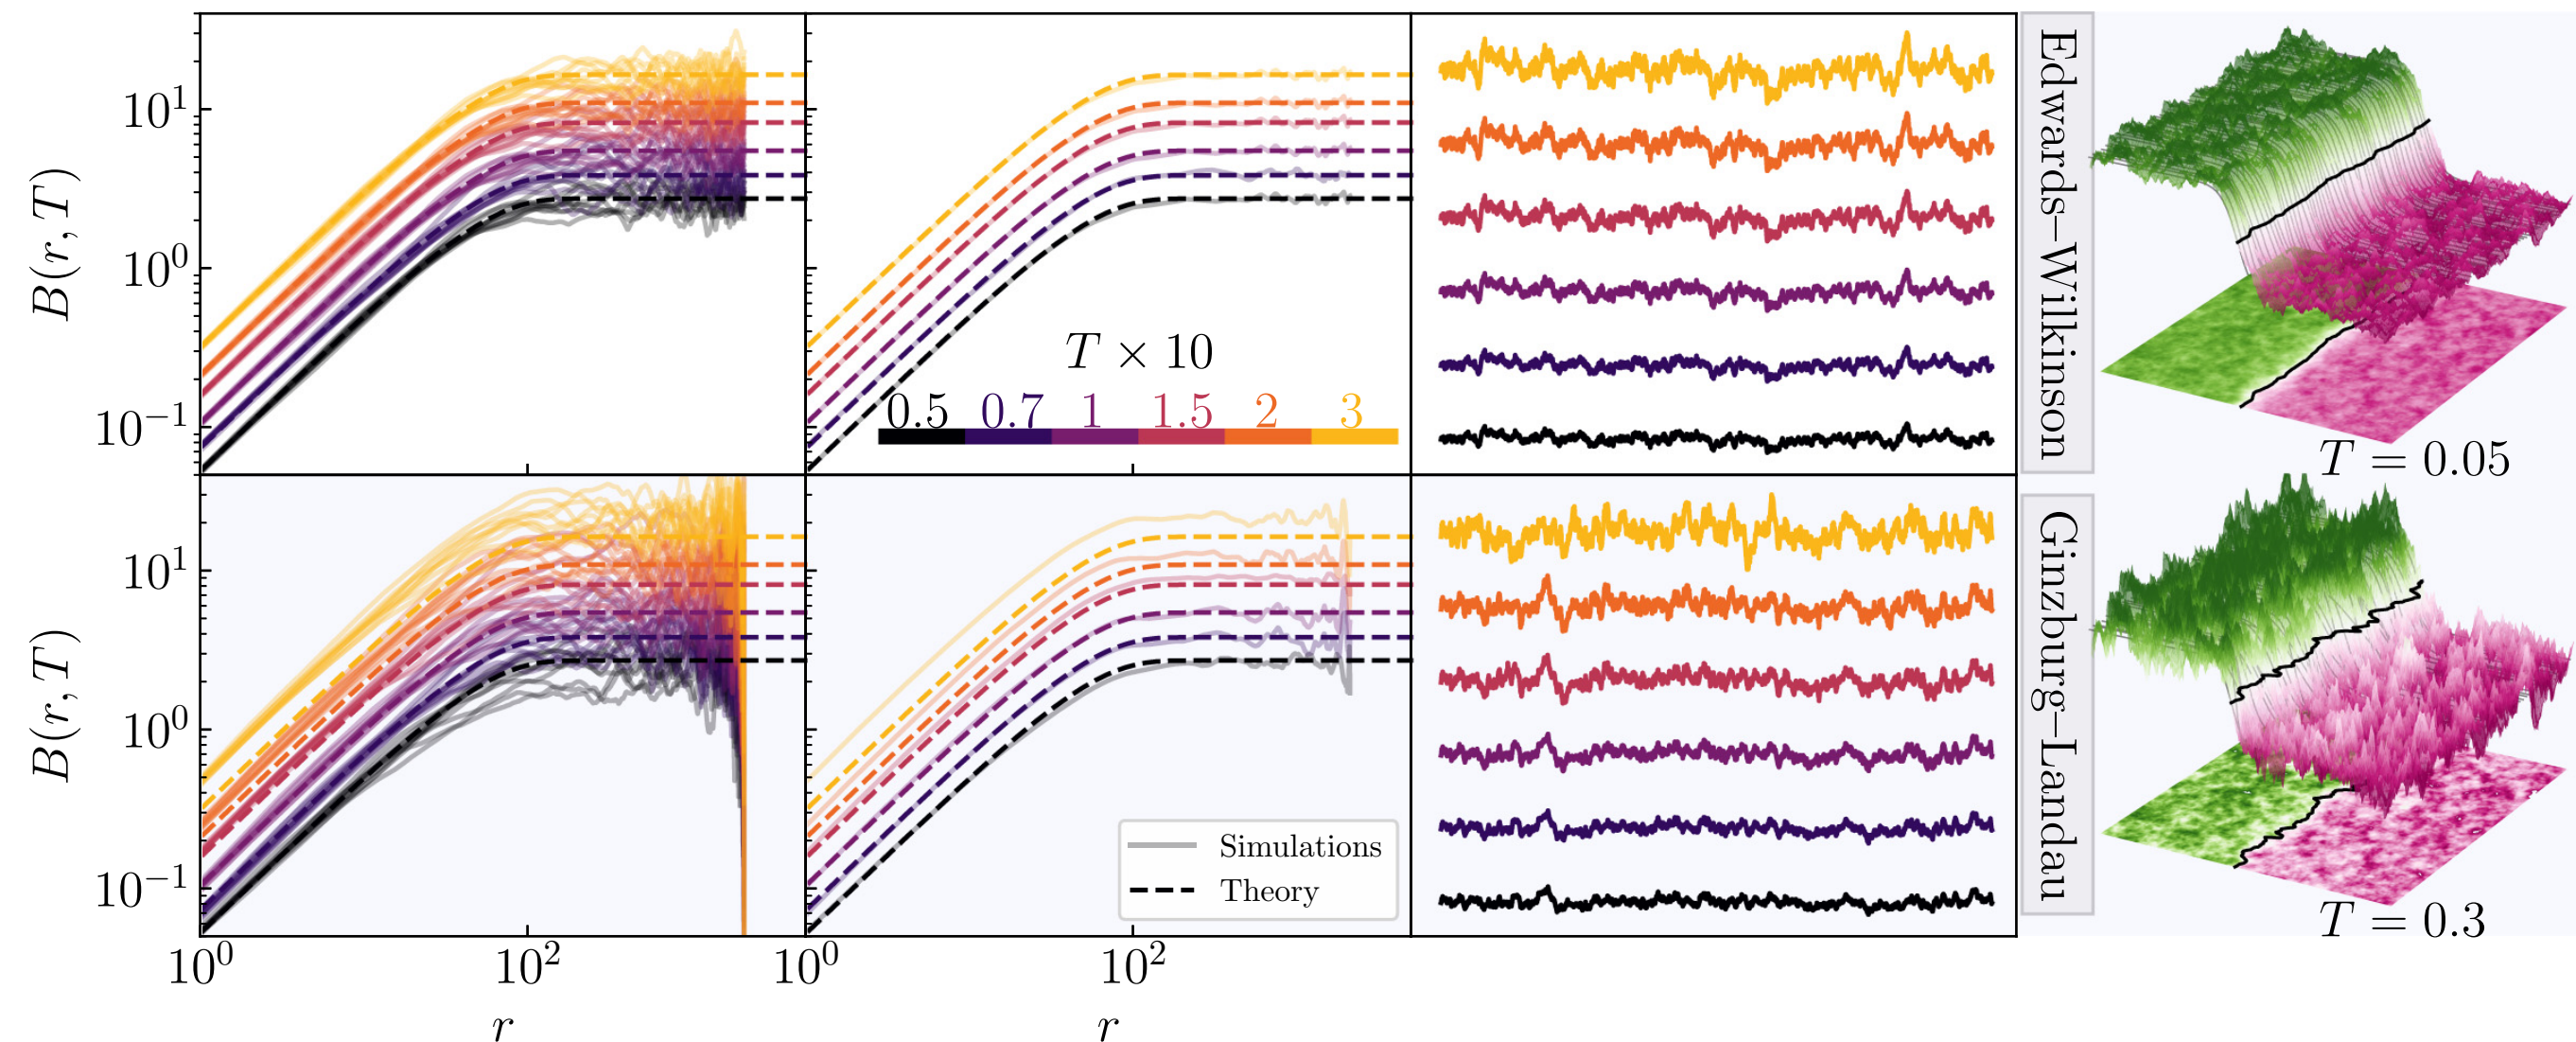 B(r, T)
10^1
10^0
10^{-1}
T × 10
0.5 0.7 1 1.5 2 3
Edwards–Wilkinson
T = 0.05
B(r, T)
10^1
10^0
10^{-1}
Simulations
Theory
Ginzburg–Landau
T = 0.3
10^0 10^2 10^0 10^2
r r